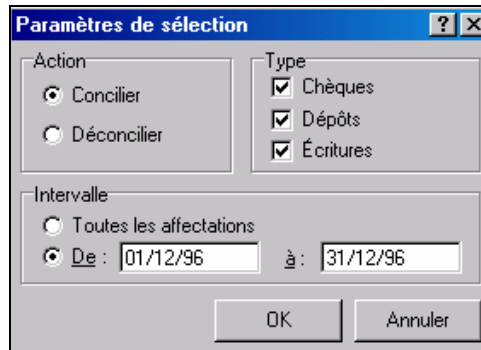 Paramètres de sélection
Action
Concilier
Déconcilier
Type
Chèques
Dépôts
Écritures
Intervalle
Toutes les affectations
De : 01/12/96 à : 31/12/96
OK Annuler